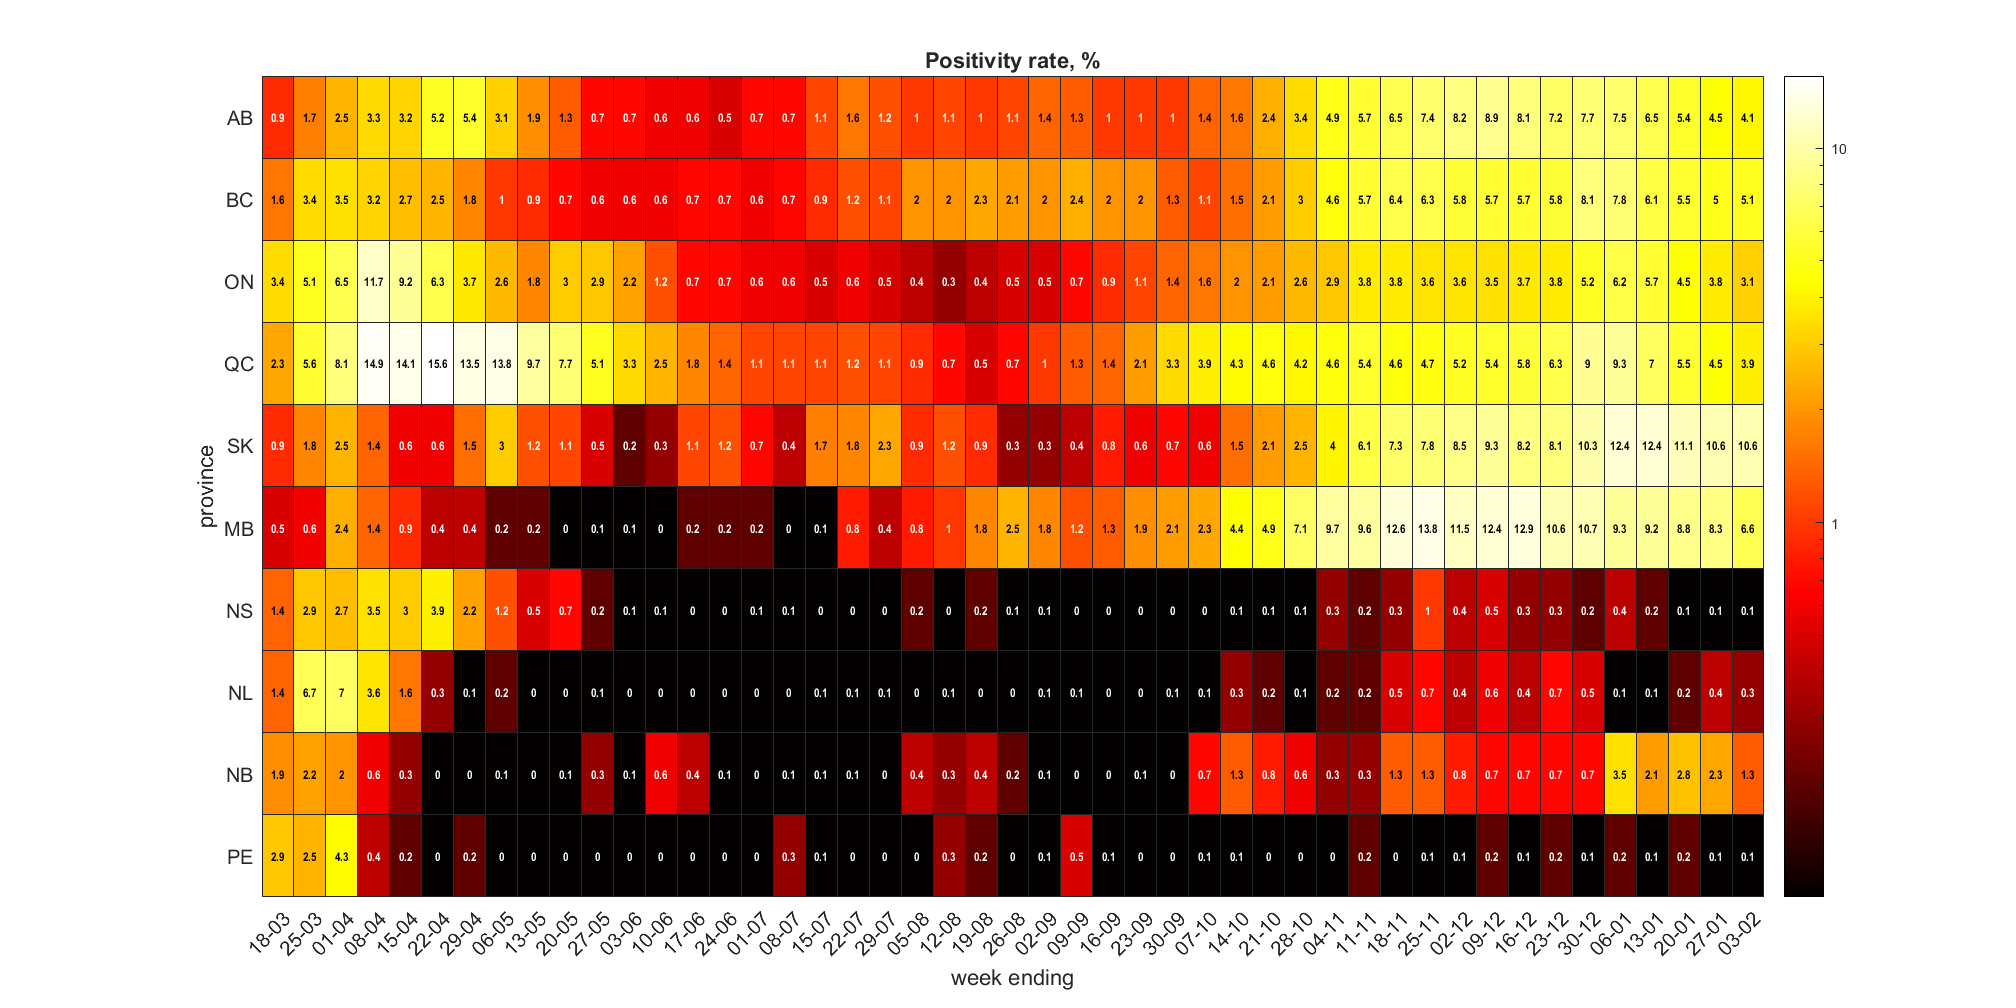 Positivity rate, %
AB 0.9 1.7 2.5 3.3 3.2 5.2 5.4 3.1 1.9 1.3 0.7 0.7 0.6 0.6 0.5 0.7 0.7 1.1 1.6 1.2 1 1.1 1 1.1 1.4 1.3 1 1 1 1.4 1.6 2.4 3.4 4.9 5.7 6.5 7.4 8.2 8.9 8.1 7.2 7.7 7.5 6.5 5.4 4.5 4.1
10
BC 1.6 3.4 3.5 3.2 2.7 2.5 1.8 1 0.9 0.7 0.6 0.6 0.6 0.7 0.7 0.6 0.7 0.9 1.2 1.1 2 2 2.3 2.1 2 2.4 2 2 1.3 1.1 1.5 2.1 3 4.6 5.7 6.4 6.3 5.8 5.7 5.7 5.8 8.1 7.8 6.1 5.5 5 5.1
ON 3.4 5.1 6.5 11.7 9.2 6.3 3.7 2.6 1.8 3 2.9 2.2 1.2 0.7 0.7 0.6 0.6 0.5 0.6 0.5 0.4 0.3 0.4 0.5 0.5 0.7 0.9 1.1 1.4 1.6 2 2.1 2.6 2.9 3.8 3.8 3.6 3.6 3.5 3.7 3.8 5.2 6.2 5.7 4.5 3.8 3.1
QC 2.3 5.6 8.1 14.9 14.1 15.6 13.5 13.8 9.7 7.7 5.1 3.3 2.5 1.8 1.4 1.1 1.1 1.1 1.2 1.1 0.9 0.7 0.5 0.7 1 1.3 1.4 2.1 3.3 3.9 4.3 4.6 4.2 4.6 5.4 4.6 4.7 5.2 5.4 5.8 6.3 9 9.3 7 5.5 4.5 3.9
SK 0.9 1.8 2.5 1.4 0.6 0.6 1.5 3 1.2 1.1 0.5 0.2 0.3 1.1 1.2 0.7 0.4 1.7 1.8 2.3 0.9 1.2 0.9 0.3 0.3 0.4 0.8 0.6 0.7 0.6 1.5 2.1 2.5 4 6.1 7.3 7.8 8.5 9.3 8.2 8.1 10.3 12.4 12.4 11.1 10.6 10.6
province
1
MB 0.5 0.6 2.4 1.4 0.9 0.4 0.4 0.2 0.2 0 0.1 0.1 0 0.2 0.2 0.2 0 0.1 0.8 0.4 0.8 1 1.8 2.5 1.8 1.2 1.3 1.9 2.1 2.3 4.4 4.9 7.1 9.7 9.6 12.6 13.8 11.5 12.4 12.9 10.6 10.7 9.3 9.2 8.8 8.3 6.6
NS 1.4 2.9 2.7 3.5 3 3.9 2.2 1.2 0.5 0.7 0.2 0.1 0.1 0 0 0.1 0.1 0 0 0 0.2 0 0.2 0.1 0.1 0 0 0 0 0 0.1 0.1 0.1 0.3 0.2 0.3 1 0.4 0.5 0.3 0.3 0.2 0.4 0.2 0.1 0.1 0.1
NL 1.4 6.7 7 3.6 1.6 0.3 0.1 0.2 0 0 0.1 0 0 0 0 0 0 0.1 0.1 0.1 0 0.1 0 0 0.1 0.1 0 0 0.1 0.1 0.3 0.2 0.1 0.2 0.2 0.5 0.7 0.4 0.6 0.4 0.7 0.5 0.1 0.1 0.2 0.4 0.3
NB 1.9 2.2 2 0.6 0.3 0 0 0.1 0 0.1 0.3 0.1 0.6 0.4 0.1 0 0.1 0.1 0.1 0 0.4 0.3 0.4 0.2 0.1 0 0 0.1 0 0.7 1.3 0.8 0.6 0.3 0.3 1.3 1.3 0.8 0.7 0.7 0.7 0.7 3.5 2.1 2.8 2.3 1.3
PE 2.9 2.5 4.3 0.4 0.2 0 0.2 0 0 0 0 0 0 0 0 0 0.3 0.1 0 0 0 0.3 0.2 0 0.1 0.5 0.1 0 0 0.1 0.1 0 0 0 0.2 0 0.1 0.1 0.2 0.1 0.2 0.1 0.2 0.1 0.2 0.1 0.1
18-03 25-03 01-04 08-04 15-04 22-04 29-04 06-05 13-05 20-05 27-05 03-06 10-06 17-06 24-06 01-07 08-07 15-07 22-07 29-07 05-08 12-08 19-08 26-08 02-09 09-09 16-09 23-09 30-09 07-10 14-10 21-10 28-10 04-11 11-11 18-11 25-11 02-12 09-12 16-12 23-12 30-12 06-01 13-01 20-01 27-01 03-02
week ending